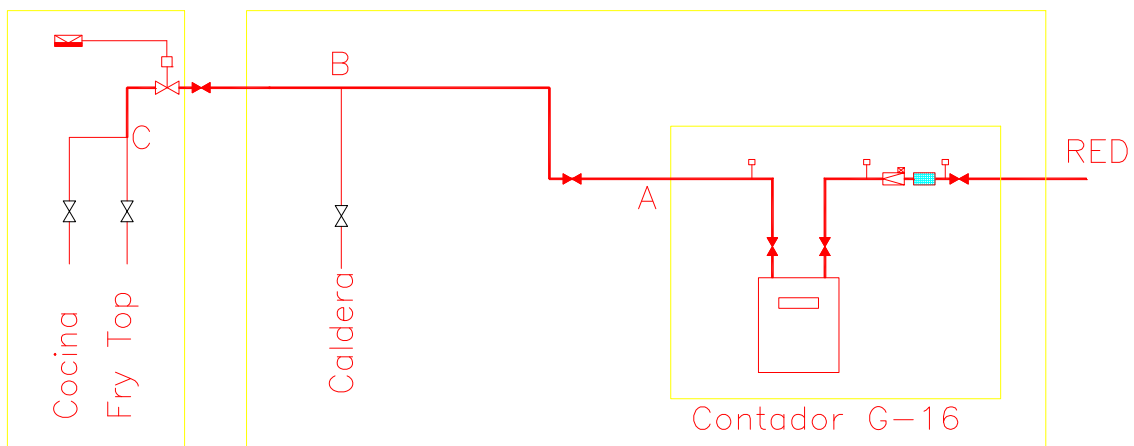 B
C
RED
A
Cocina
Fry Top
Caldera
Contador G-16